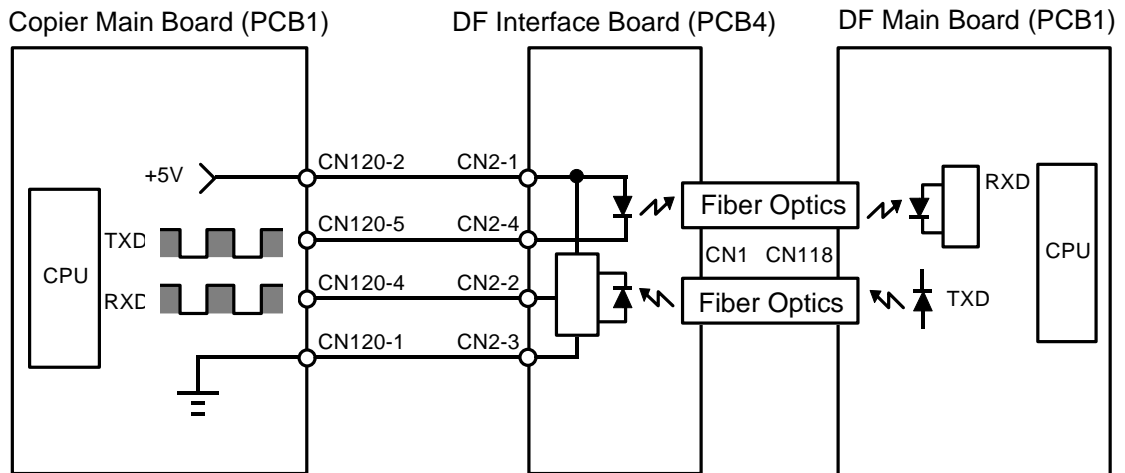 Copier Main Board (PCB1)
DF Interface Board (PCB4)
DF Main Board (PCB1)
+5V
CN120-2
CN2-1
Fiber Optics
RXD
TXD
CN120-5
CN2-4
CPU
CN1
CN118
CPU
RXD
CN120-4
CN2-2
Fiber Optics
TXD
CN120-1
CN2-3